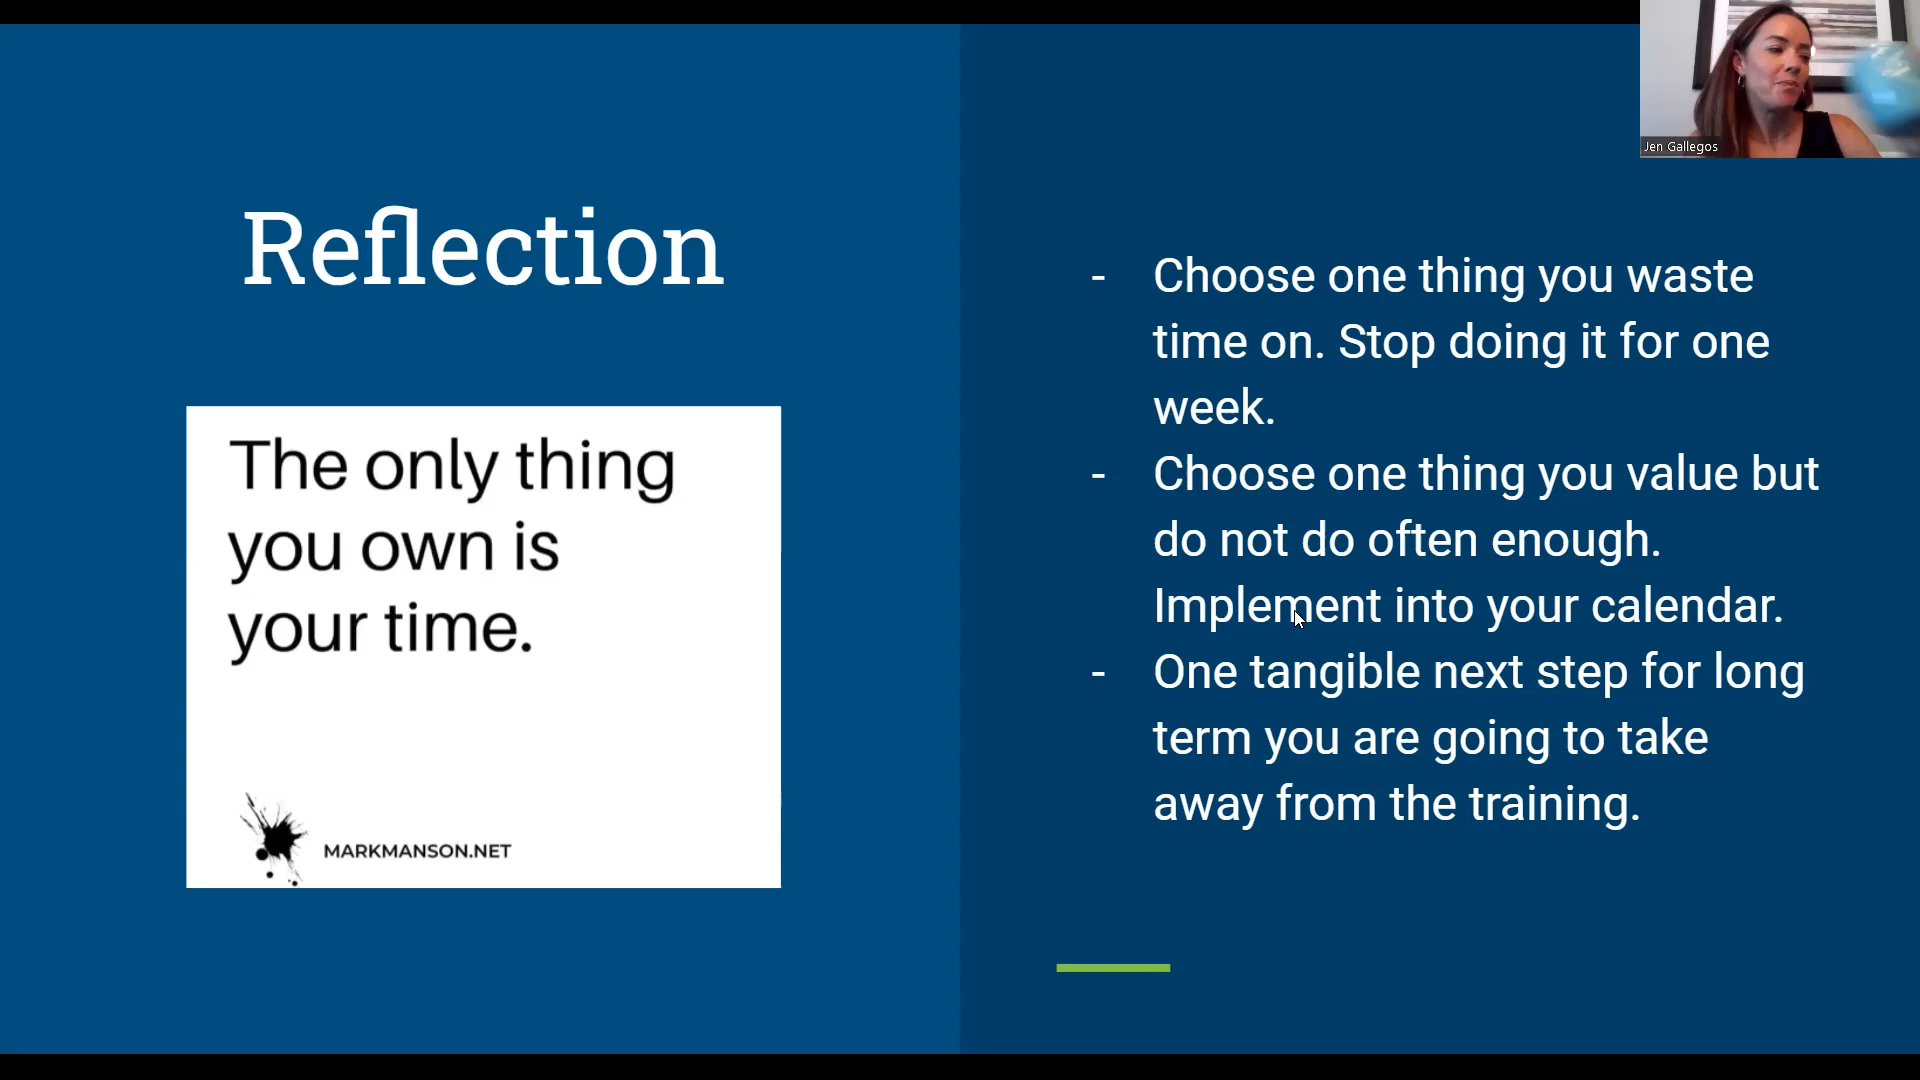 Jen Gallegos
Reflection
The only thing
you own is
your time.
MARKMANSON.NET
- Choose one thing you waste
time on. Stop doing it for one
week.
- Choose one thing you value but
do not do often enough.
Implement into your calendar.
- One tangible next step for long
term you are going to take
away from the training.